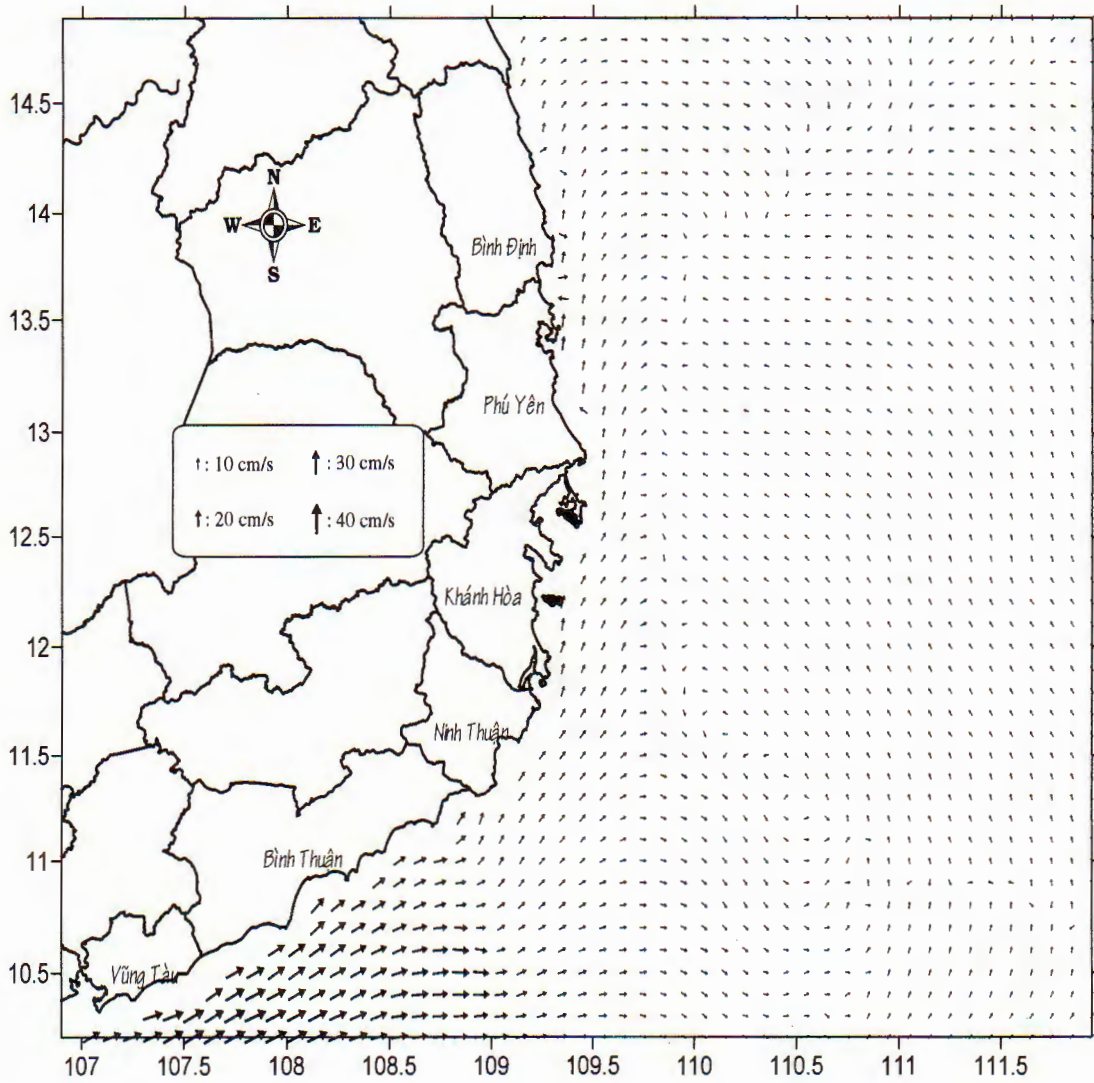 14.5
14
13.5
13
12.5
12
11.5
11
10.5
N
W E
S
Bình Định
Phú Yên
↑: 10 cm/s ↑: 30 cm/s
↑: 20 cm/s ↑: 40 cm/s
Khánh Hòa
Ninh Thuận
Bình Thuận
Vũng Tàu
107 107.5 108 108.5 109 109.5 110 110.5 111 111.5